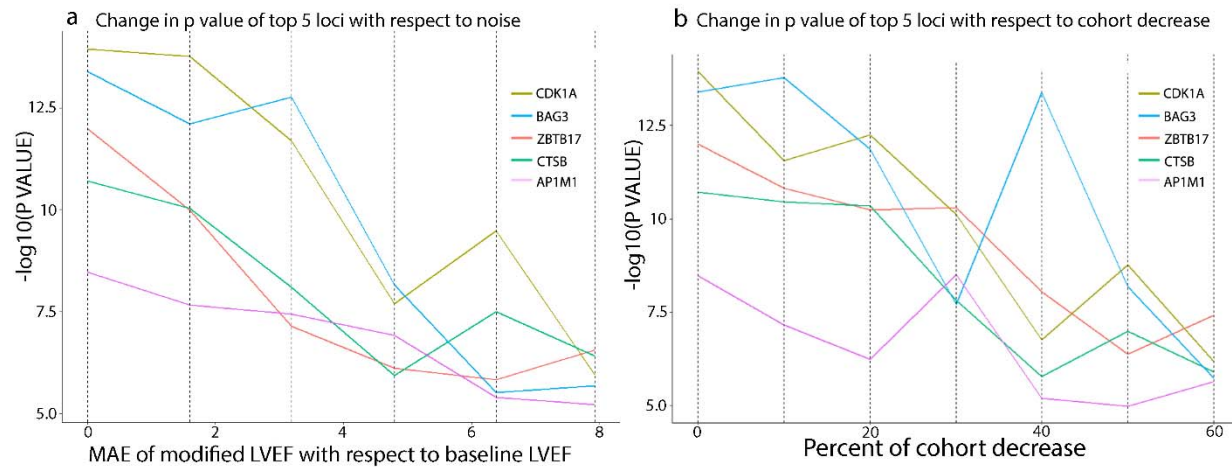 a Change in p value of top 5 loci with respect to noise
-log10(P VALUE)
12.5
10
7.5
5.0
CDK1A
BAG3
ZBTB17
CTSB
AP1M1
0 2 4 6 8
MAE of modified LVEF with respect to baseline LVEF
b Change in p value of top 5 loci with respect to cohort decrease
-log10(P VALUE)
12.5
10
7.5
5.0
CDK1A
BAG3
ZBTB17
CTSB
AP1M1
0 20 40 60
Percent of cohort decrease